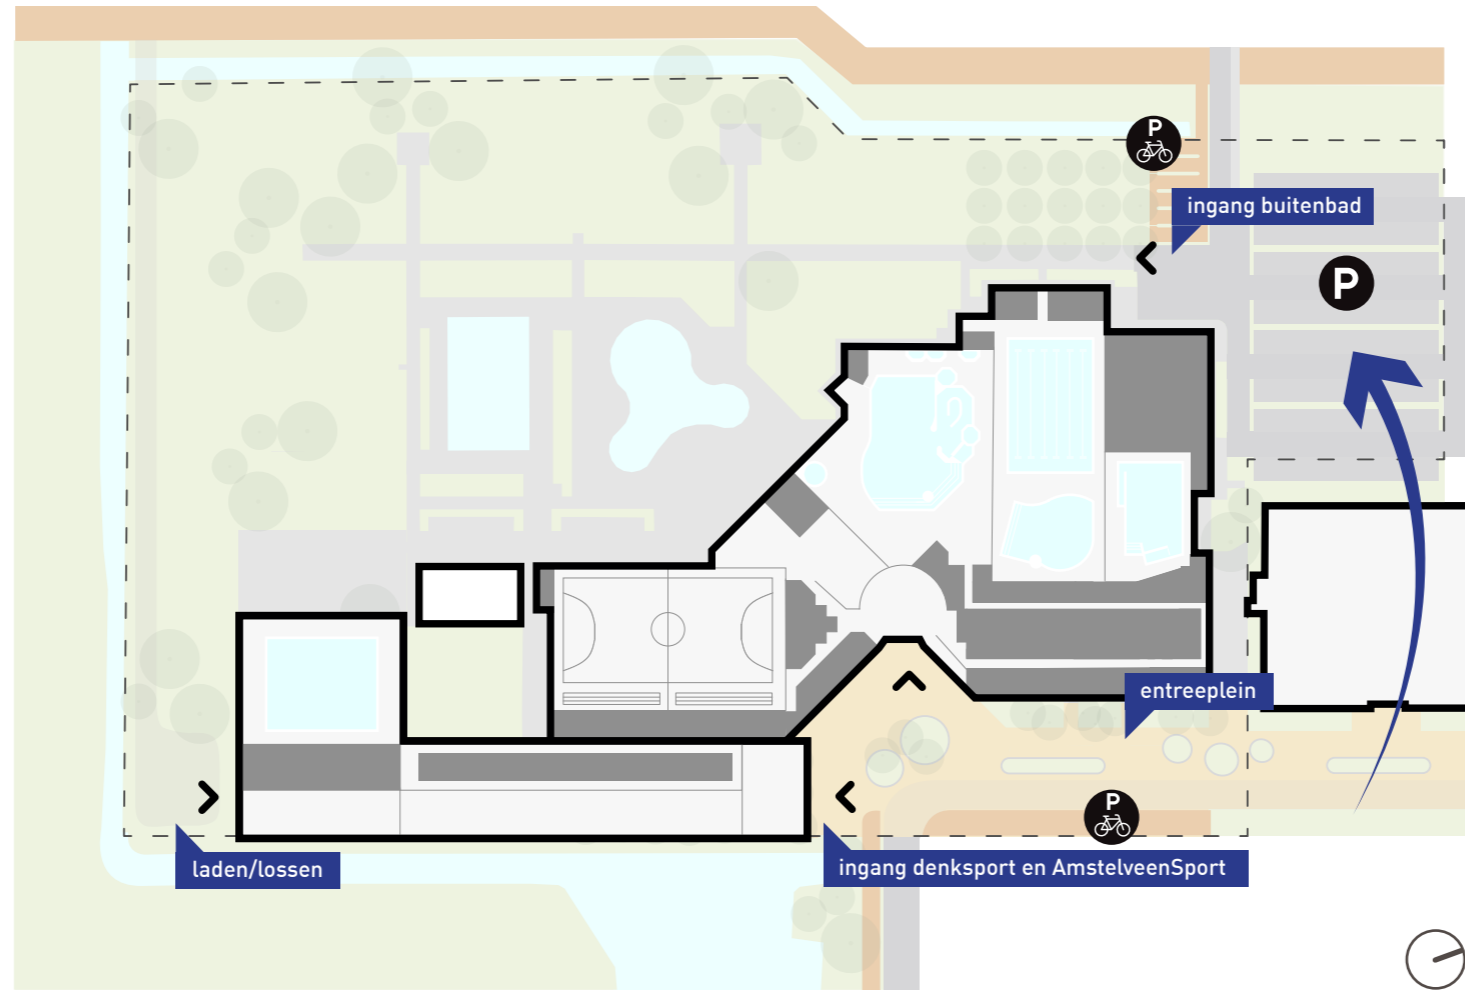 P
ingang buitenbad
P
entreeplein
P
laden/lossen
ingang denksport en AmstelveenSport